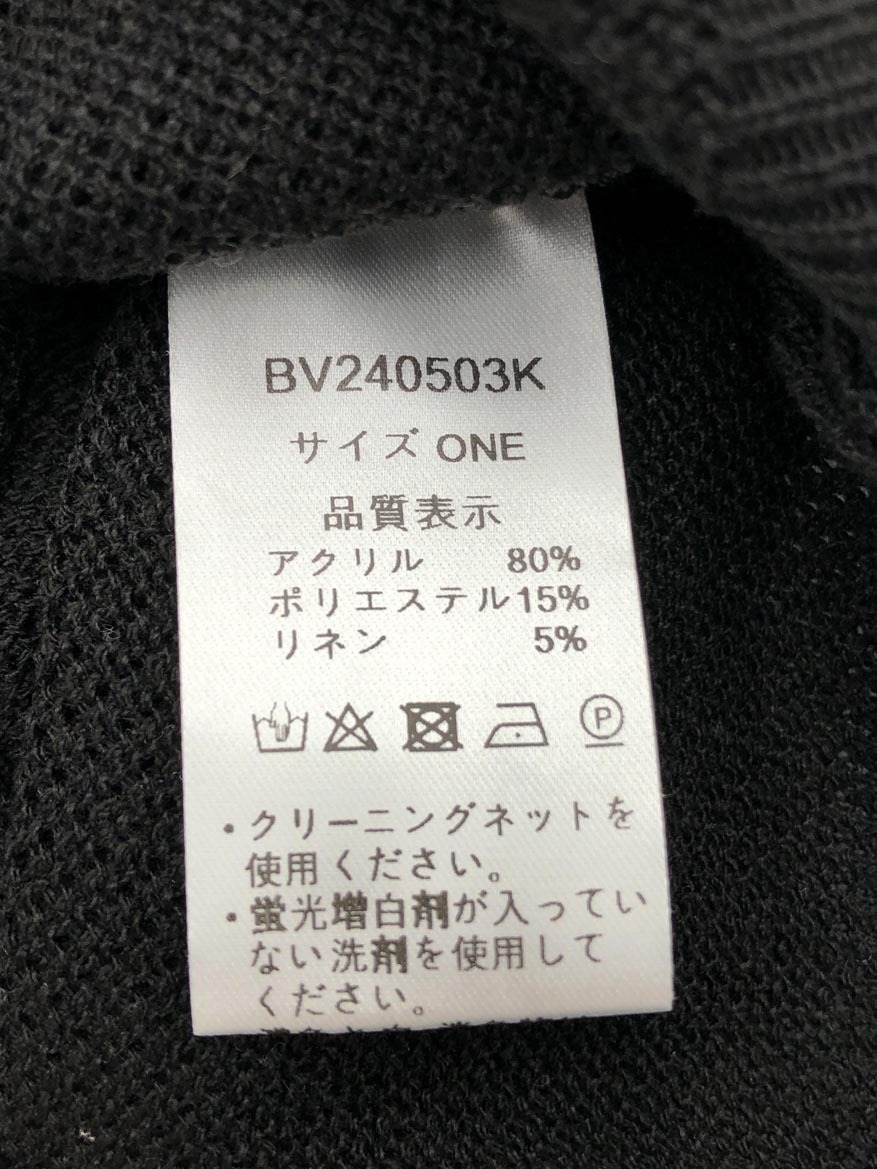 BV240503K
サイズ ONE
品質表示
アクリル 80%
ポリエステル15%
リネン 5%
P
・クリーニングネットを
使用ください。
・蛍光増白剤が入ってい
ない洗剤を使用して
ください。